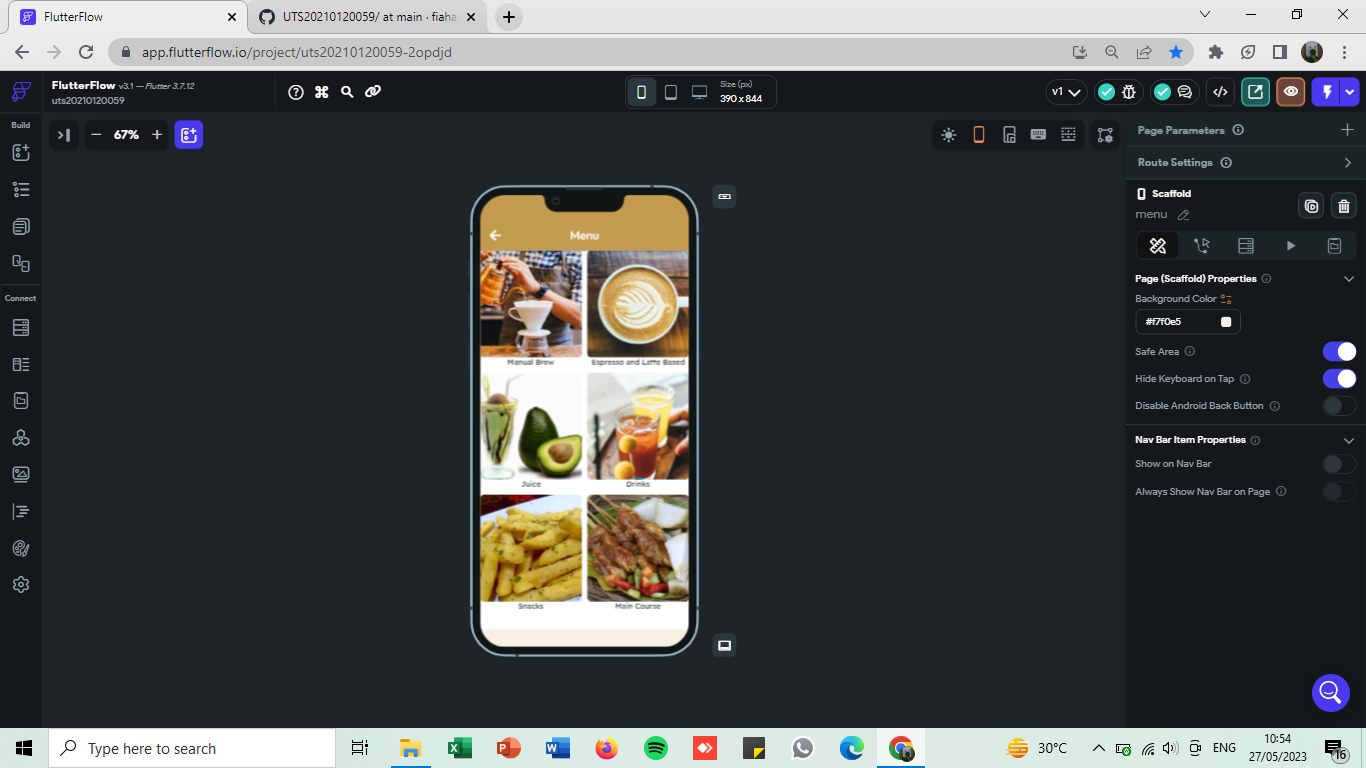 FlutterFlow
UTS20210120059/ at main · fiaha
app.flutterflow.io/project/uts20210120059-2opdjd
FlutterFlow v3.1 — Flutter 3.7.12
uts20210120059
Size (px)
390 x 844
v1
Build
67%
Connect
Menu
Manual Brew
Espresso and Latte Based
Juice
Drinks
Snacks
Main Course
Page Parameters
Route Settings
Scaffold
menu
Page (Scaffold) Properties
Background Color
#f7f0e5
Safe Area
Hide Keyboard on Tap
Disable Android Back Button
Nav Bar Item Properties
Show on Nav Bar
Always Show Nav Bar on Page
Type here to search
30°C
ENG
10:54
27/05/2023
16